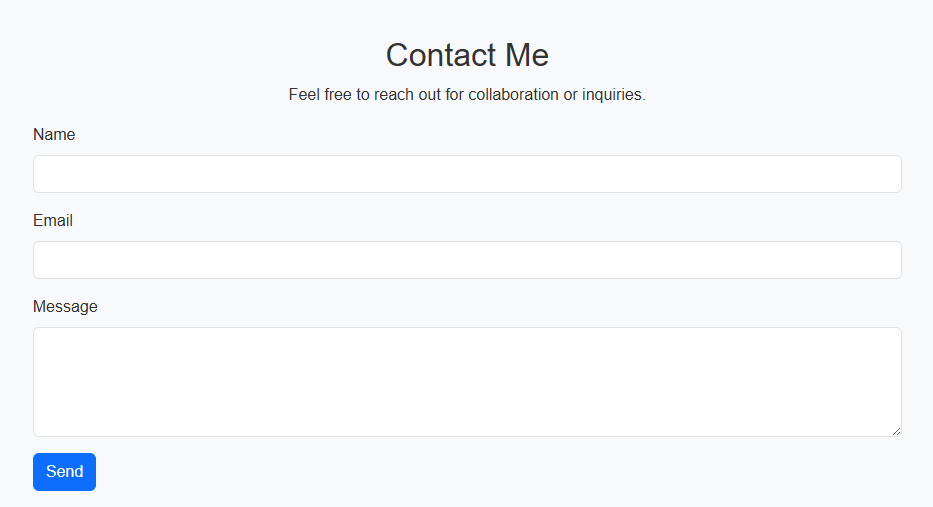 Contact Me
Feel free to reach out for collaboration or inquiries.
Name
Email
Message
Send